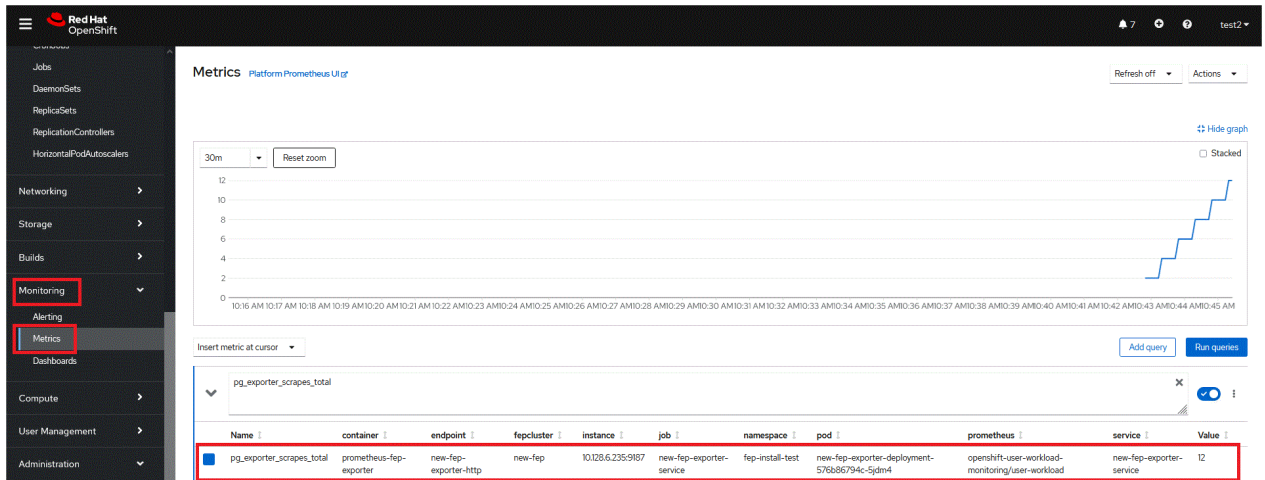 Red Hat
OpenShift
7
test2
CronJobs
Jobs
DaemonSets
ReplicaSets
ReplicationControllers
HorizontalPodAutoscalers
Networking
Storage
Builds
Monitoring
Alerting
Metrics
Dashboards
Compute
User Management
Administration
Metrics Platform Prometheus UI
Refresh off Actions
Hide graph
30m Reset zoom Stacked
12
10
8
6
4
2
0
10:16 AM 10:17 AM 10:18 AM 10:19 AM 10:20 AM 10:21 AM 10:22 AM 10:23 AM 10:24 AM 10:25 AM 10:26 AM 10:27 AM 10:28 AM 10:29 AM 10:30 AM 10:31 AM 10:32 AM 10:33 AM 10:34 AM 10:35 AM 10:36 AM 10:37 AM 10:38 AM 10:39 AM 10:40 AM 10:41 AM 10:42 AM 10:43 AM 10:44 AM 10:45 AM
Insert metric at cursor Add query Run queries
pg_exporter_scrapes_total
Name container endpoint fepcluster instance job namespace pod prometheus service Value
pg_exporter_scrapes_total prometheus-fep- new-fep- new-fep 10.128.6.235:9187 new-fep-exporter- fep-install-test new-fep-exporter-deployment- openshift-user-workload- new-fep-exporter- 12
exporter exporter-http service 576b86794c-5jdm4 monitoring/user-workload service